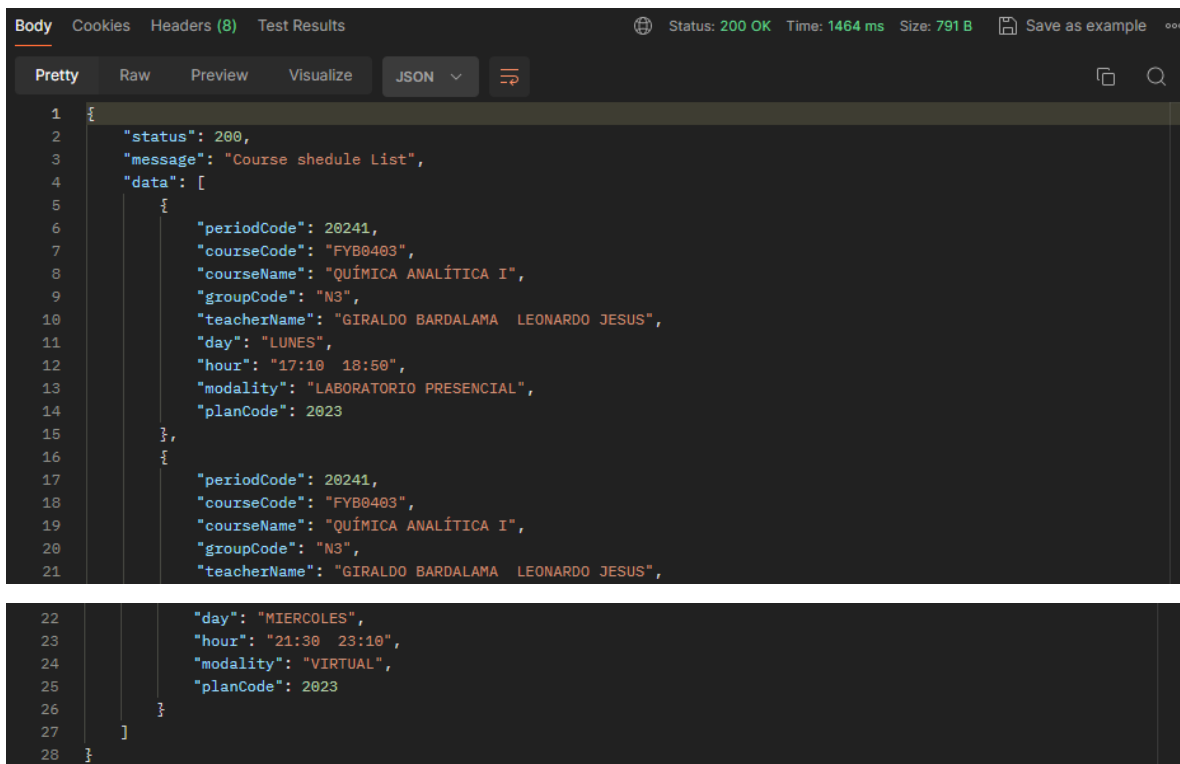 Body Cookies Headers (8) Test Results Status: 200 OK Time: 1464 ms Size: 791 B Save as example
Pretty Raw Preview Visualize JSON
1 {
2 "status": 200,
3 "message": "Course shedule List",
4 "data": [
5 {
6 "periodCode": 20241,
7 "courseCode": "FYB0403",
8 "courseName": "QUÍMICA ANALÍTICA I",
9 "groupCode": "N3",
10 "teacherName": "GIRALDO BARDALAMA  LEONARDO JESUS",
11 "day": "LUNES",
12 "hour": "17:10  18:50",
13 "modality": "LABORATORIO PRESENCIAL",
14 "planCode": 2023
15 },
16 {
17 "periodCode": 20241,
18 "courseCode": "FYB0403",
19 "courseName": "QUÍMICA ANALÍTICA I",
20 "groupCode": "N3",
21 "teacherName": "GIRALDO BARDALAMA  LEONARDO JESUS",
22 "day": "MIERCOLES",
23 "hour": "21:30  23:10",
24 "modality": "VIRTUAL",
25 "planCode": 2023
26 }
27 ]
28 }